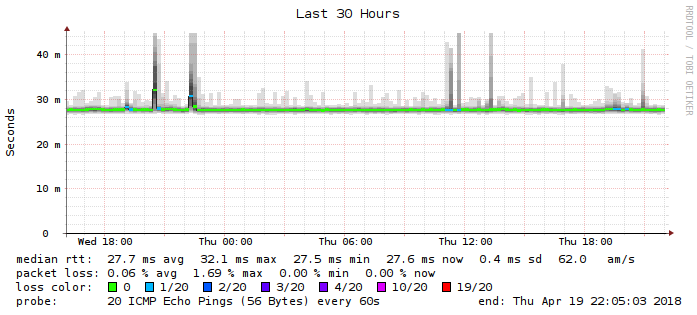 Last 30 Hours
RRDTOOL / TOBI OETIKER
Seconds
40 m
30 m
20 m
10 m
0
Wed 18:00 Thu 00:00 Thu 06:00 Thu 12:00 Thu 18:00
median rtt: 27.7 ms avg 32.1 ms max 27.5 ms min 27.6 ms now 0.4 ms sd 62.0 am/s
packet loss: 0.06 % avg 1.69 % max 0.00 % min 0.00 % now
loss color: 0 1/20 2/20 3/20 4/20 10/20 19/20
probe: 20 ICMP Echo Pings (56 Bytes) every 60s end: Thu Apr 19 22:05:03 2018